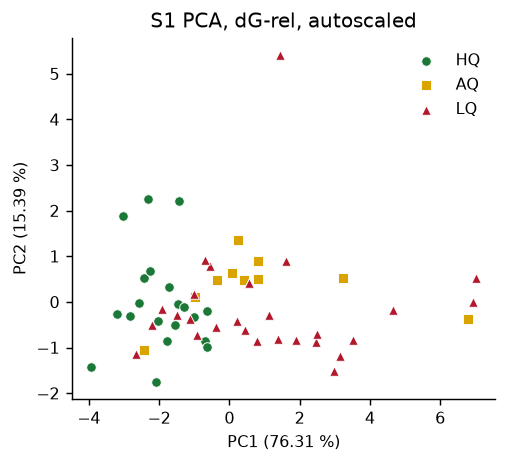 S1 PCA, dG-rel, autoscaled
HQ
AQ
LQ
5
4
3
2
1
0
−1
−2
−4
−2
0
2
4
6
PC2 (15.39 %)
PC1 (76.31 %)